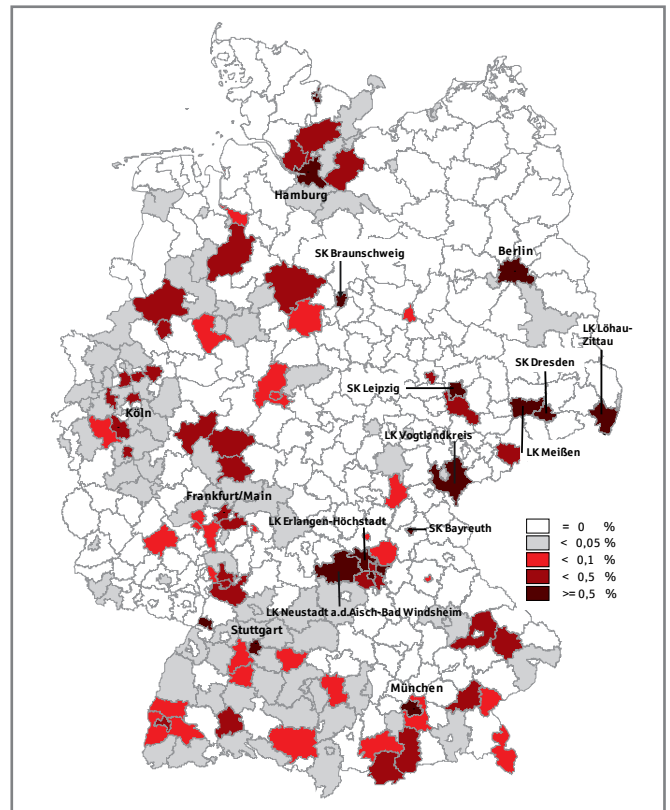 Hamburg
SK Braunschweig
Berlin
LK Löhau-
Zittau
SK Dresden
SK Leipzig
Köln
LK Vogtlandkreis
LK Meißen
Frankfurt/Main
LK Erlangen-Höchstadt
SK Bayreuth
= 0 %
< 0,05 %
< 0,1 %
< 0,5 %
>= 0,5 %
LK Neustadt a.d.Aisch-Bad Windsheim
Stuttgart
München